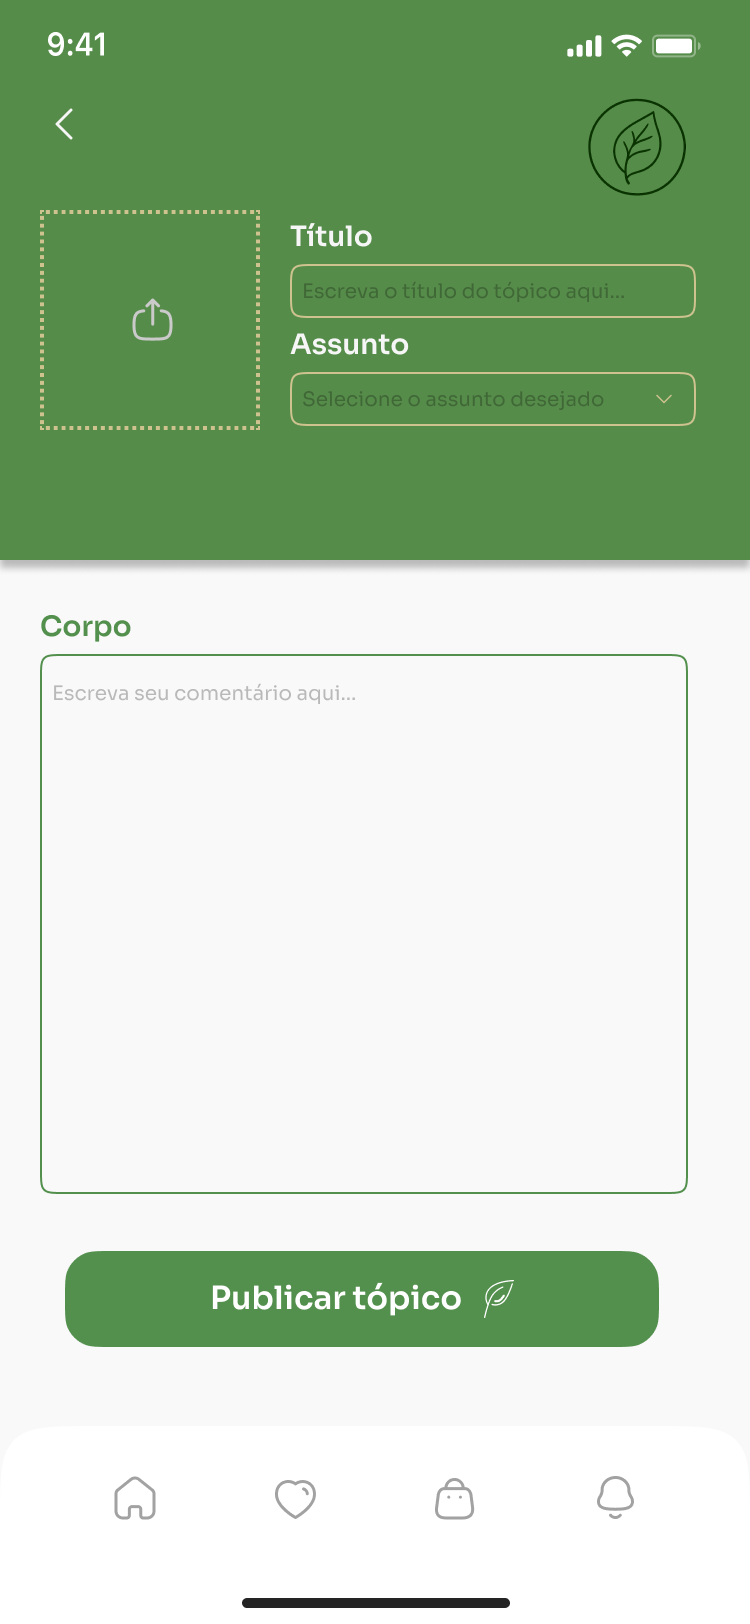 9:41
Título
Escreva o título do tópico aqui...
Assunto
Selecione o assunto desejado
Corpo
Escreva seu comentário aqui...
Publicar tópico